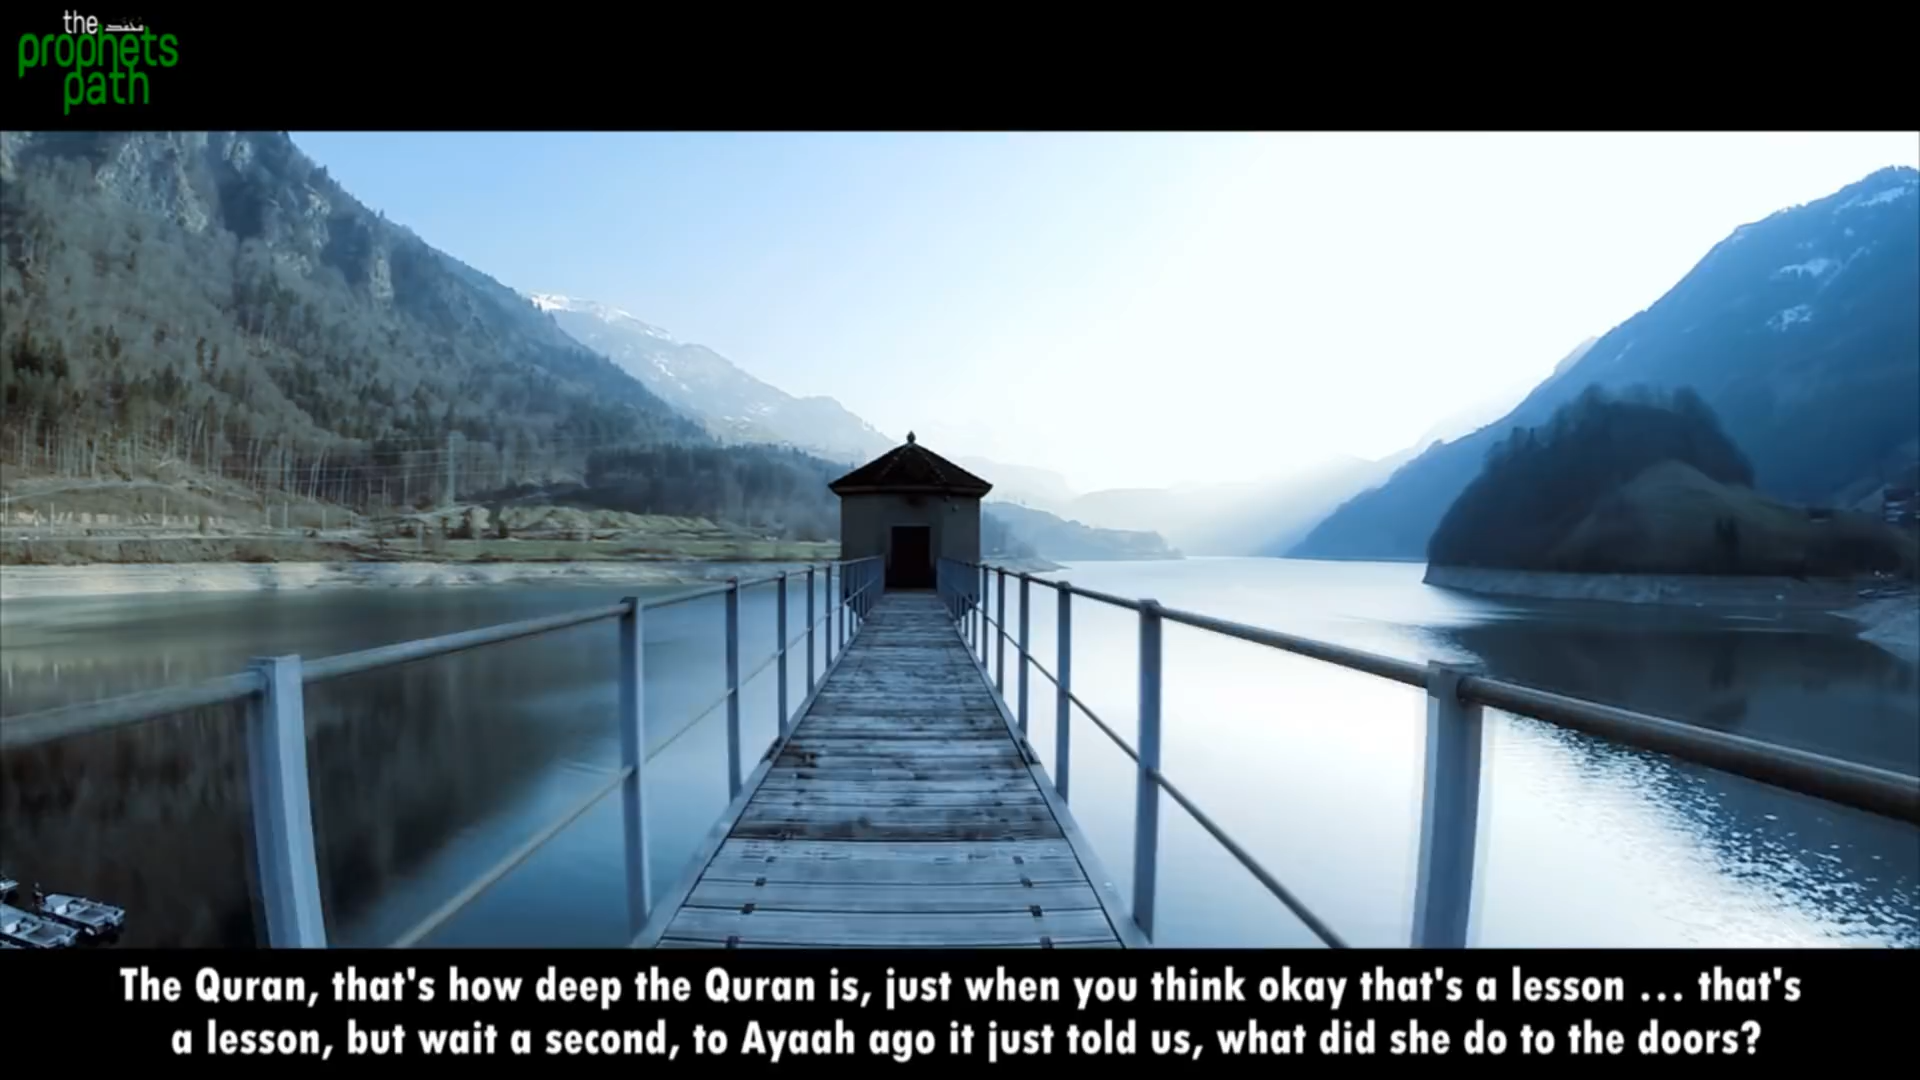 the محمد
prophets
path
The Quran, that's how deep the Quran is, just when you think okay that's a lesson ... that's
a lesson, but wait a second, to Ayaah ago it just told us, what did she do to the doors?